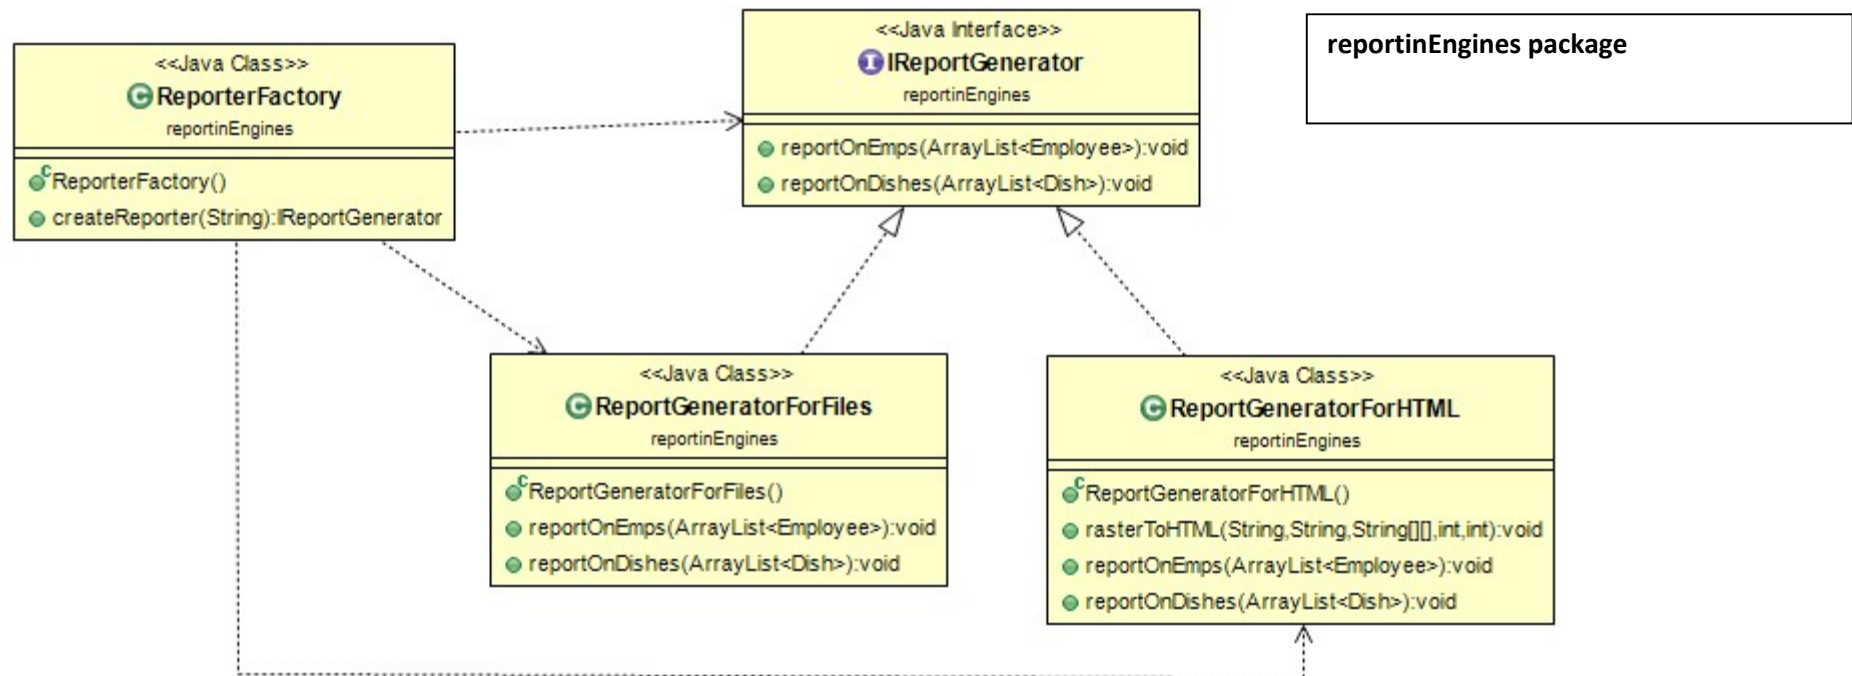 <<Java Class>>
ReporterFactory
reportinEngines
ReporterFactory()
createReporter(String):IReportGenerator
<<Java Interface>>
IReportGenerator
reportinEngines
reportOnEmps(ArrayList<Employee>):void
reportOnDishes(ArrayList<Dish>):void
reportinEngines package
<<Java Class>>
ReportGeneratorForFiles
reportinEngines
ReportGeneratorForFiles()
reportOnEmps(ArrayList<Employee>):void
reportOnDishes(ArrayList<Dish>):void
<<Java Class>>
ReportGeneratorForHTML
reportinEngines
ReportGeneratorForHTML()
rasterToHTML(String,String,String[][],int,int):void
reportOnEmps(ArrayList<Employee>):void
reportOnDishes(ArrayList<Dish>):void